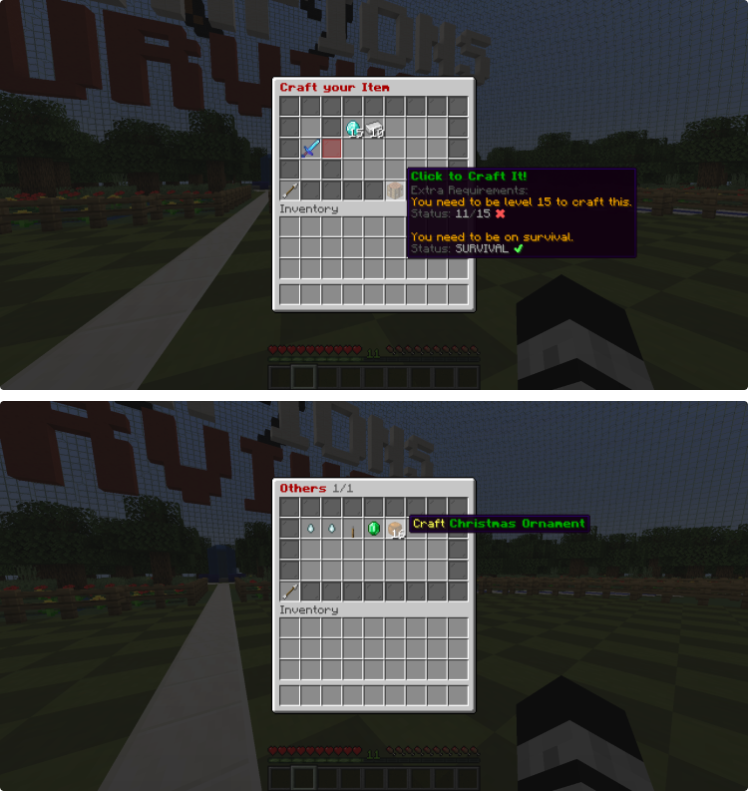 Craft your Item
15
10
Click to Craft It!
Extra Requirements:
You need to be level 15 to craft this.
Status: 11/15 ✖
You need to be on survival.
Status: SURVIVAL ✔
Inventory
11
Others 1/1
Craft Christmas Ornament
16
Inventory
11